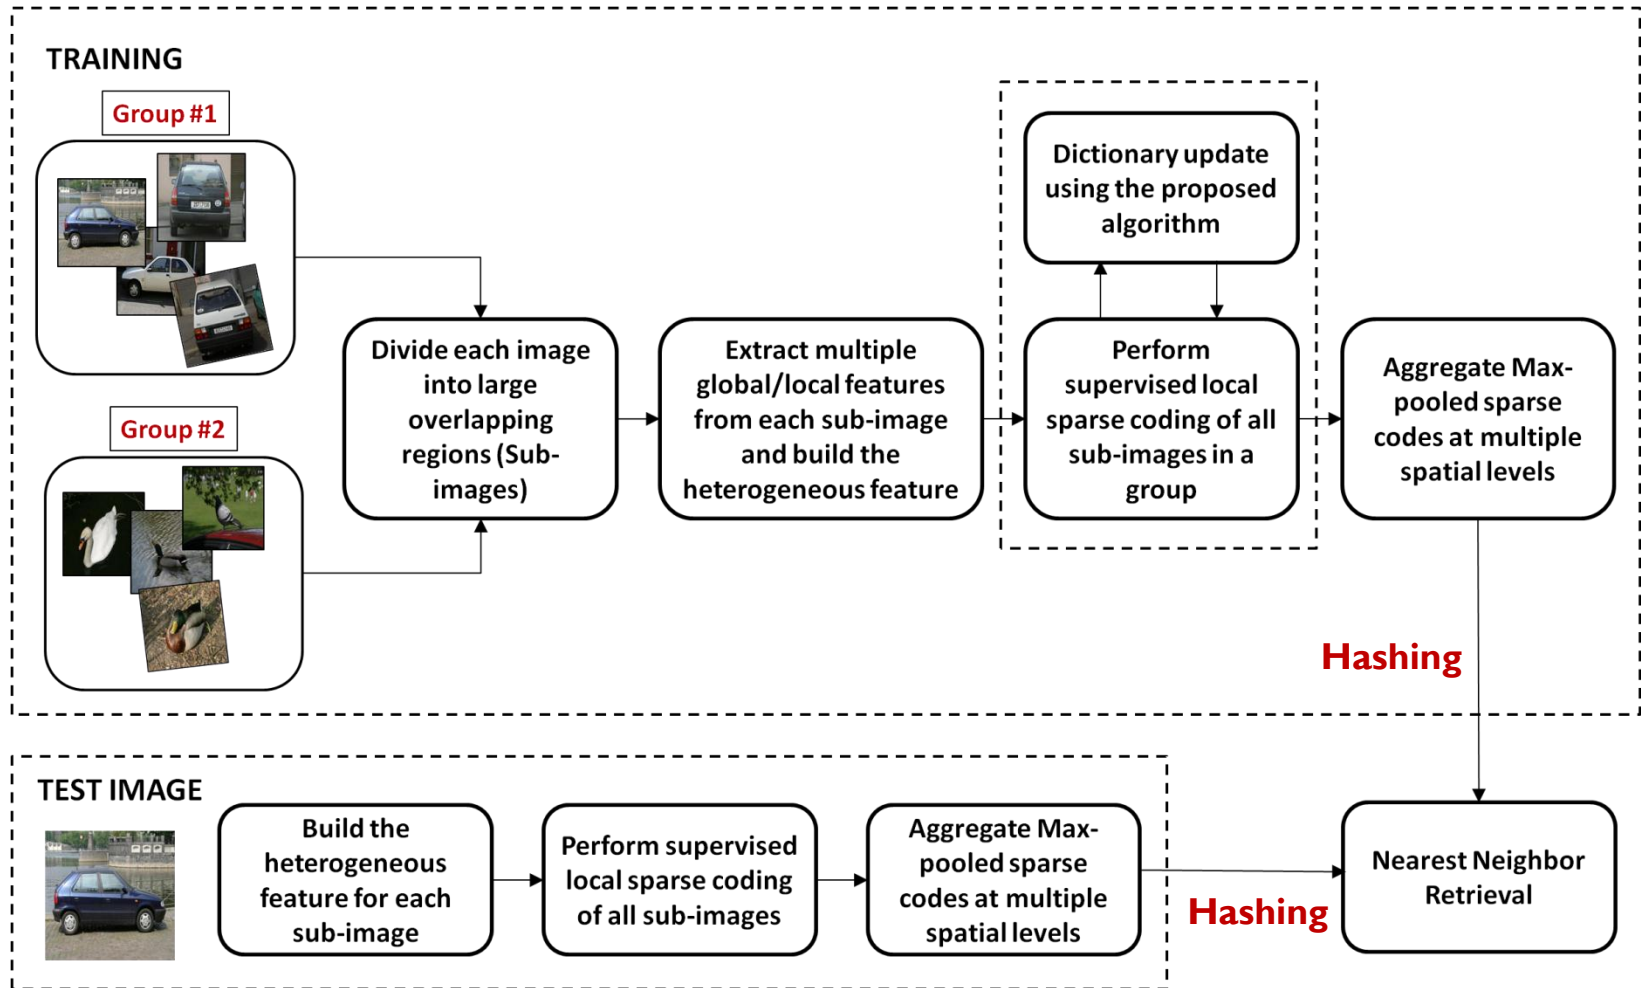 TRAINING
Group #1
Group #2
Divide each image
into large
overlapping
regions (Sub-
images)
Extract multiple
global/local features
from each sub-image
and build the
heterogeneous feature
Dictionary update
using the proposed
algorithm
Perform
supervised local
sparse coding of all
sub-images in a
group
Aggregate Max-
pooled sparse
codes at multiple
spatial levels
Hashing
TEST IMAGE
Build the
heterogeneous
feature for each
sub-image
Perform supervised
local sparse coding
of all sub-images
Aggregate Max-
pooled sparse
codes at multiple
spatial levels
Hashing
Nearest Neighbor
Retrieval